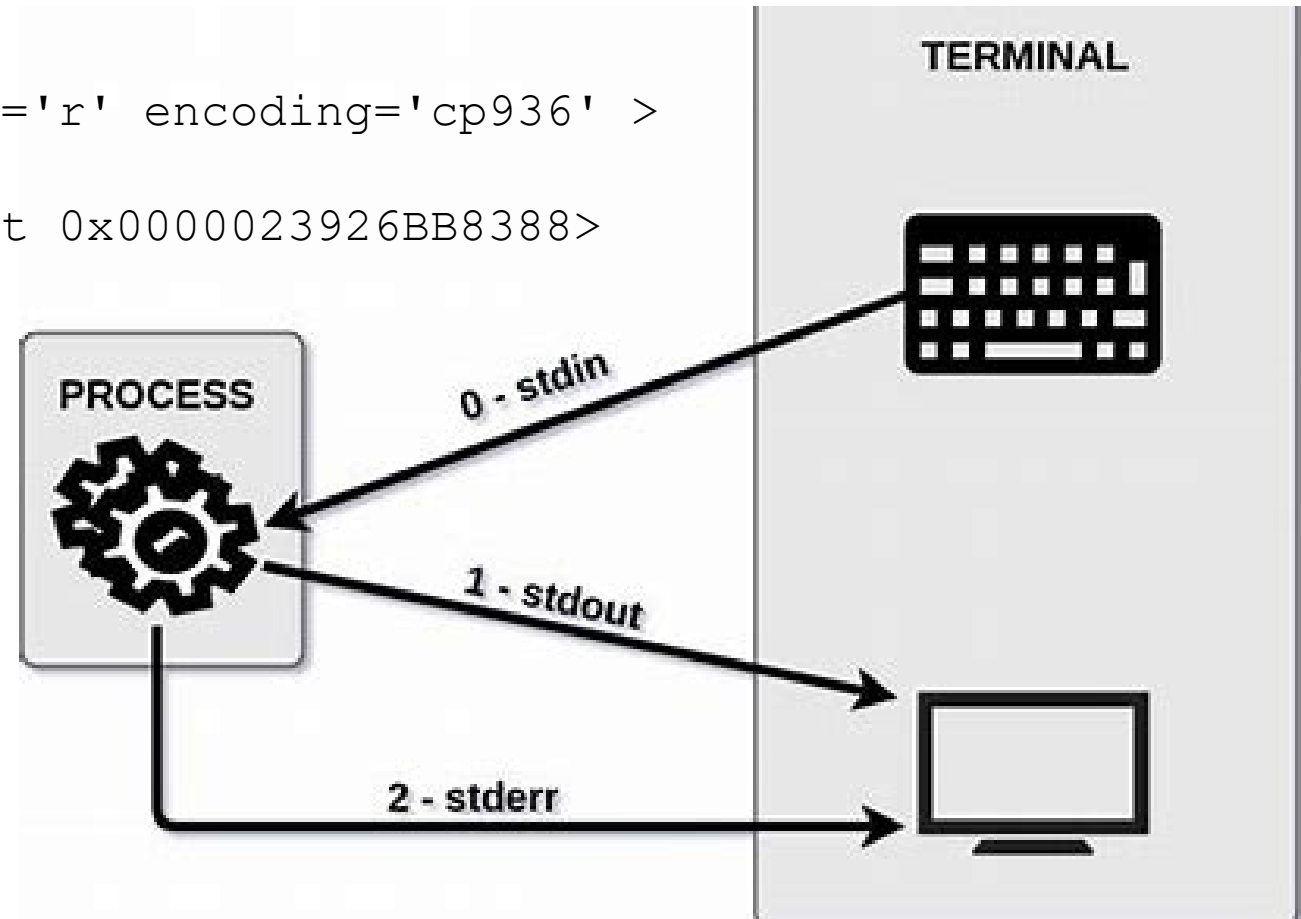 TERMINAL
='r' encoding='cp936' >
t 0x0000023926BB8388>
PROCESS
0 - stdin
1 - stdout
2 - stderr